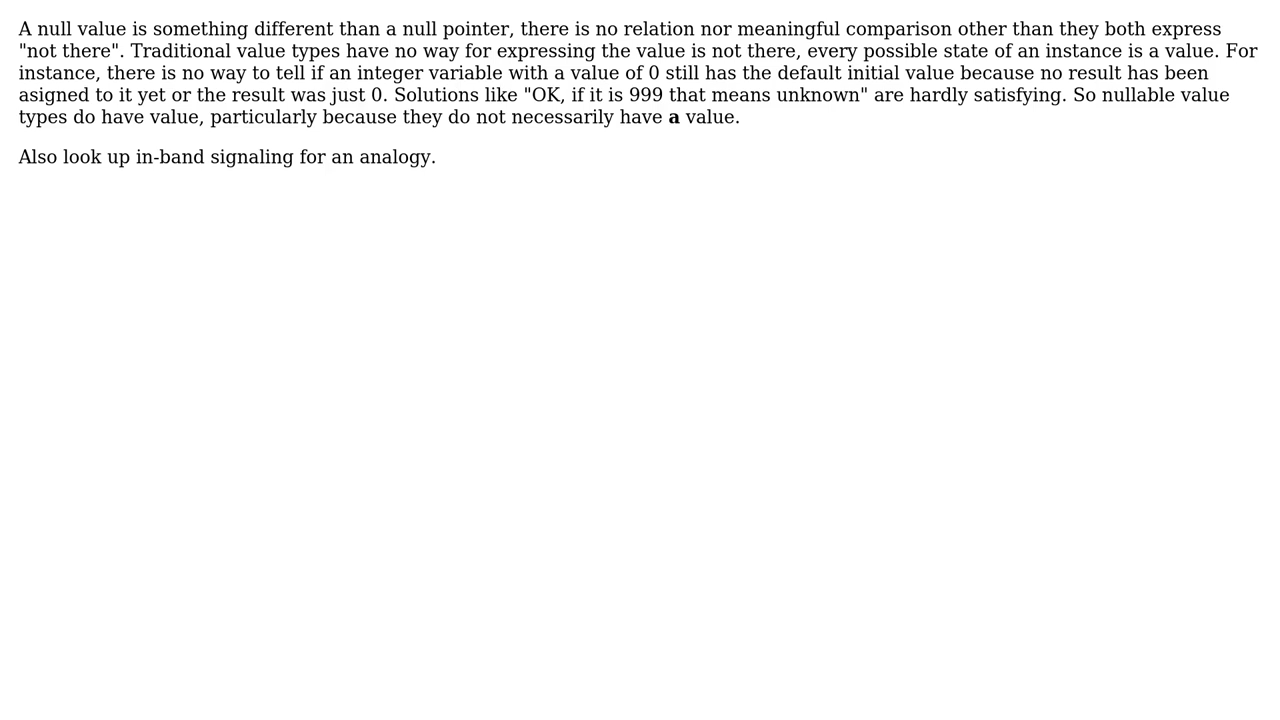 A null value is something different than a null pointer, there is no relation nor meaningful comparison other than they both express
"not there". Traditional value types have no way for expressing the value is not there, every possible state of an instance is a value. For
instance, there is no way to tell if an integer variable with a value of 0 still has the default initial value because no result has been
asigned to it yet or the result was just 0. Solutions like "OK, if it is 999 that means unknown" are hardly satisfying. So nullable value
types do have value, particularly because they do not necessarily have a value.
Also look up in-band signaling for an analogy.